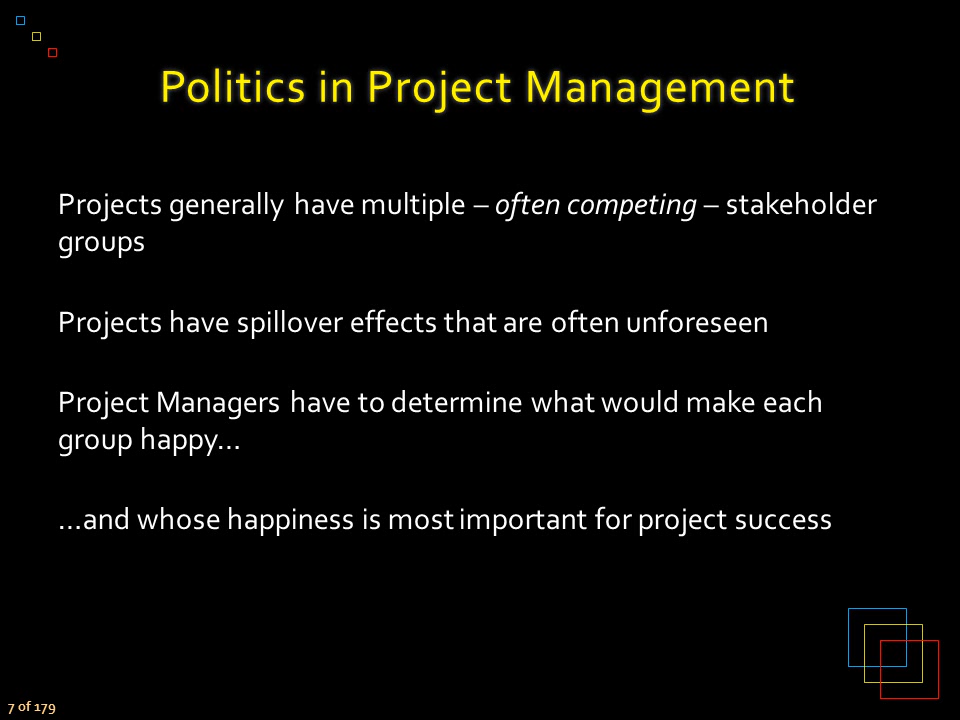 Politics in Project Management
Projects generally have multiple – often competing – stakeholder
groups
Projects have spillover effects that are often unforeseen
Project Managers have to determine what would make each
group happy…
…and whose happiness is most important for project success
7 of 179